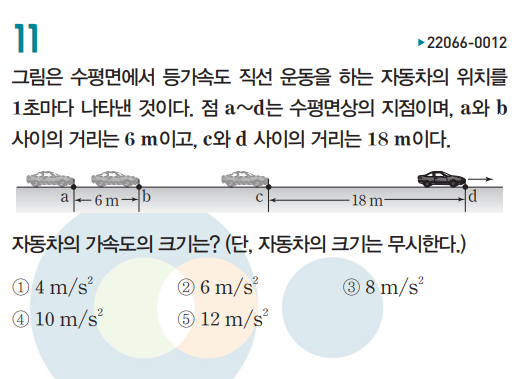 11
▶22066-0012
그림은 수평면에서 등가속도 직선 운동을 하는 자동차의 위치를
1초마다 나타낸 것이다. 점 a~d는 수평면상의 지점이며, a와 b
사이의 거리는 6 m이고, c와 d 사이의 거리는 18 m이다.
a 6 m b c 18 m d
자동차의 가속도의 크기는? (단, 자동차의 크기는 무시한다.)
① 4 m/s² ② 6 m/s² ③ 8 m/s²
④ 10 m/s² ⑤ 12 m/s²